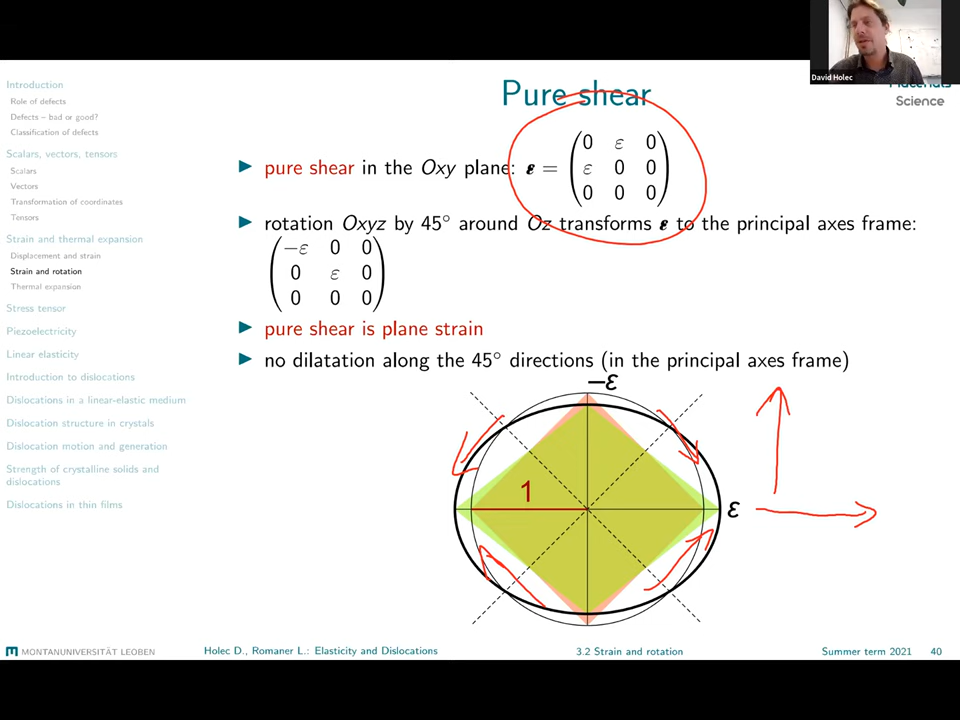 David Holec
Materials
Science
Introduction
Role of defects
Defects – bad or good?
Classification of defects
Scalars, vectors, tensors
Scalars
Vectors
Transformation of coordinates
Tensors
Strain and thermal expansion
Displacement and strain
Strain and rotation
Thermal expansion
Stress tensor
Piezoelectricity
Linear elasticity
Introduction to dislocations
Dislocations in a linear-elastic medium
Dislocation structure in crystals
Dislocation motion and generation
Strength of crystalline solids and
dislocations
Dislocations in thin films
Pure shear
pure shear in the Oxy plane: ε =
0 ε 0
ε 0 0
0 0 0
rotation Oxyz by 45° around Oz transforms ε to the principal axes frame:
−ε 0 0
0 ε 0
0 0 0
pure shear is plane strain
no dilatation along the 45° directions (in the principal axes frame)
−ε
1
ε
MONTANUNIVERSITÄT LEOBEN
Holec D., Romaner L.: Elasticity and Dislocations
3.2 Strain and rotation
Summer term 2021 40